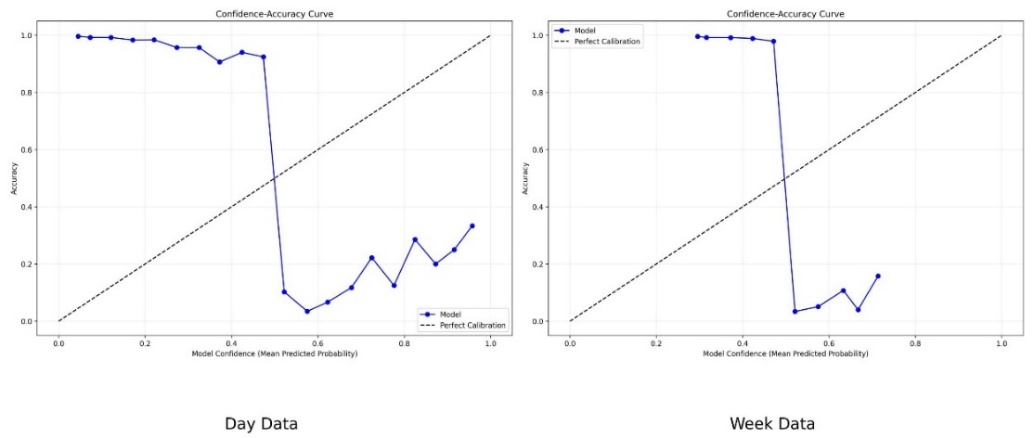 Confidence-Accuracy Curve
1.0
0.8
0.6
0.4
0.2
0.0
Accuracy
Model
Perfect Calibration
0.0 0.2 0.4 0.6 0.8 1.0
Model Confidence (Mean Predicted Probability)
Day Data
Confidence-Accuracy Curve
Model
Perfect Calibration
1.0
0.8
0.6
0.4
0.2
0.0
Accuracy
0.0 0.2 0.4 0.6 0.8 1.0
Model Confidence (Mean Predicted Probability)
Week Data